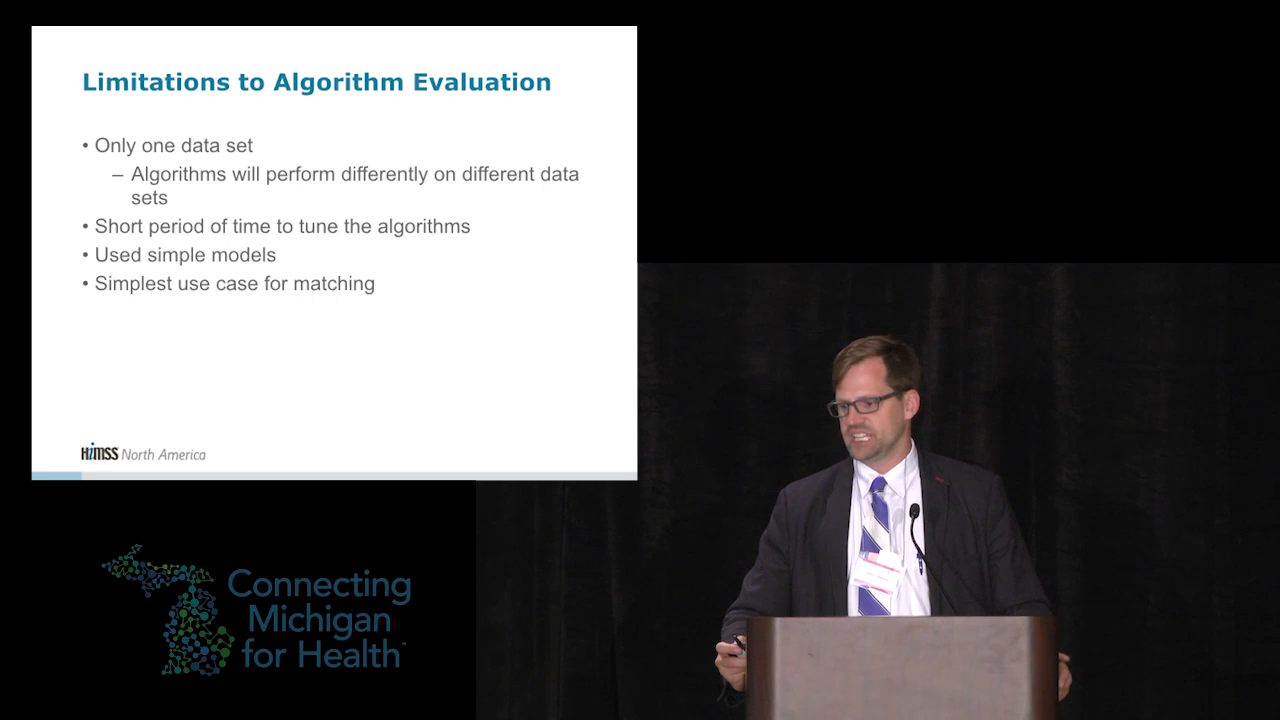 Limitations to Algorithm Evaluation
• Only one data set
– Algorithms will perform differently on different data
sets
• Short period of time to tune the algorithms
• Used simple models
• Simplest use case for matching
HiMSS North America
Connecting
Michigan
for Health